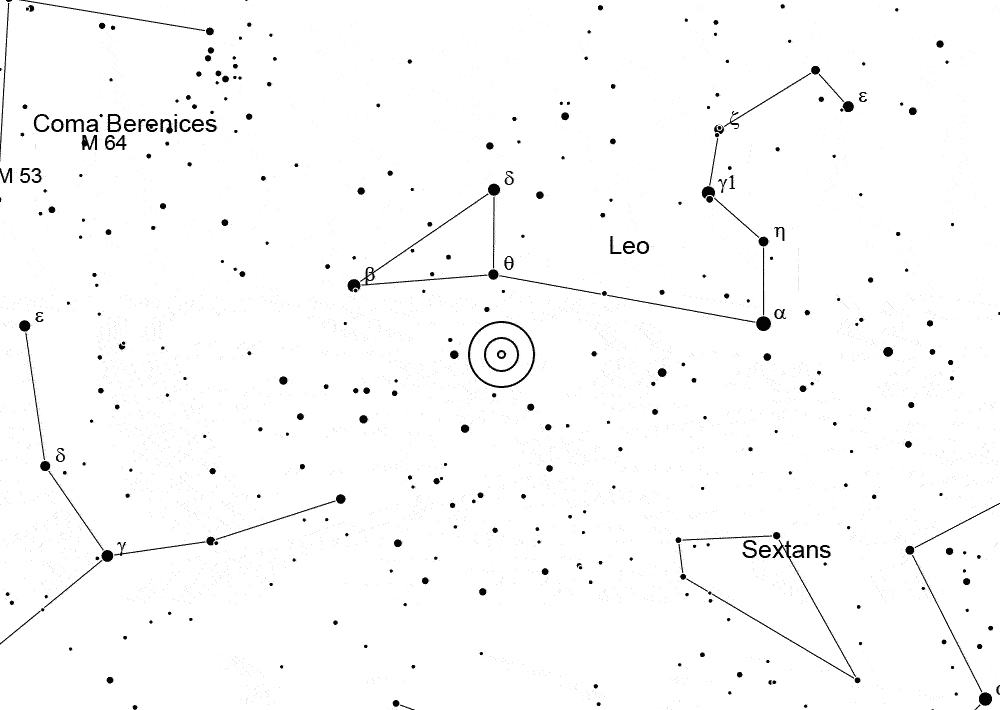 ε
Coma Berenices
ζ
M 64
M 53
δ
γ1
η
Leo
θ
β
α
ε
δ
γ
Sextans